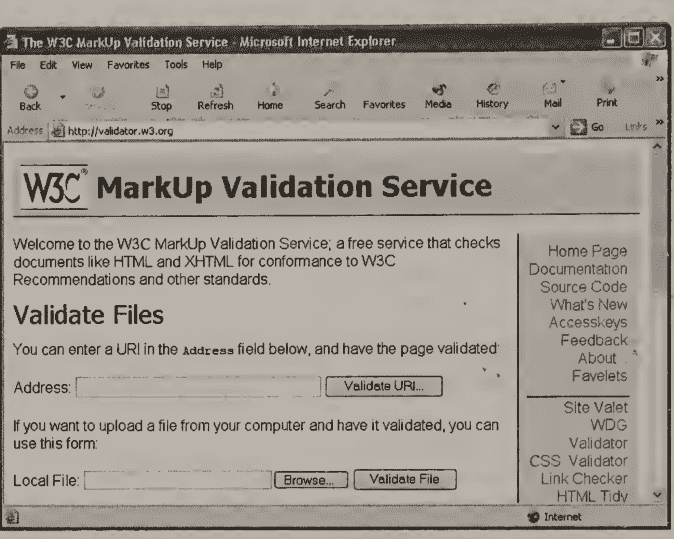 The W3C MarkUp Validation Service - Microsoft Internet Explorer
File Edit View Favorites Tools Help
Back Stop Refresh Home Search Favorites Media History Mail Print
Address http://validator.w3.org Go Links
W3C® MarkUp Validation Service
Welcome to the W3C MarkUp Validation Service; a free service that checks
documents like HTML and XHTML for conformance to W3C
Recommendations and other standards.
Validate Files
You can enter a URI in the Address field below, and have the page validated:
Address: Validate URI...
If you want to upload a file from your computer and have it validated, you can
use this form:
Local File: Browse... Validate File
Home Page
Documentation
Source Code
What's New
Accesskeys
Feedback
About
Favelets
Site Valet
WDG
Validator
CSS Validator
Link Checker
HTML Tidy
Internet